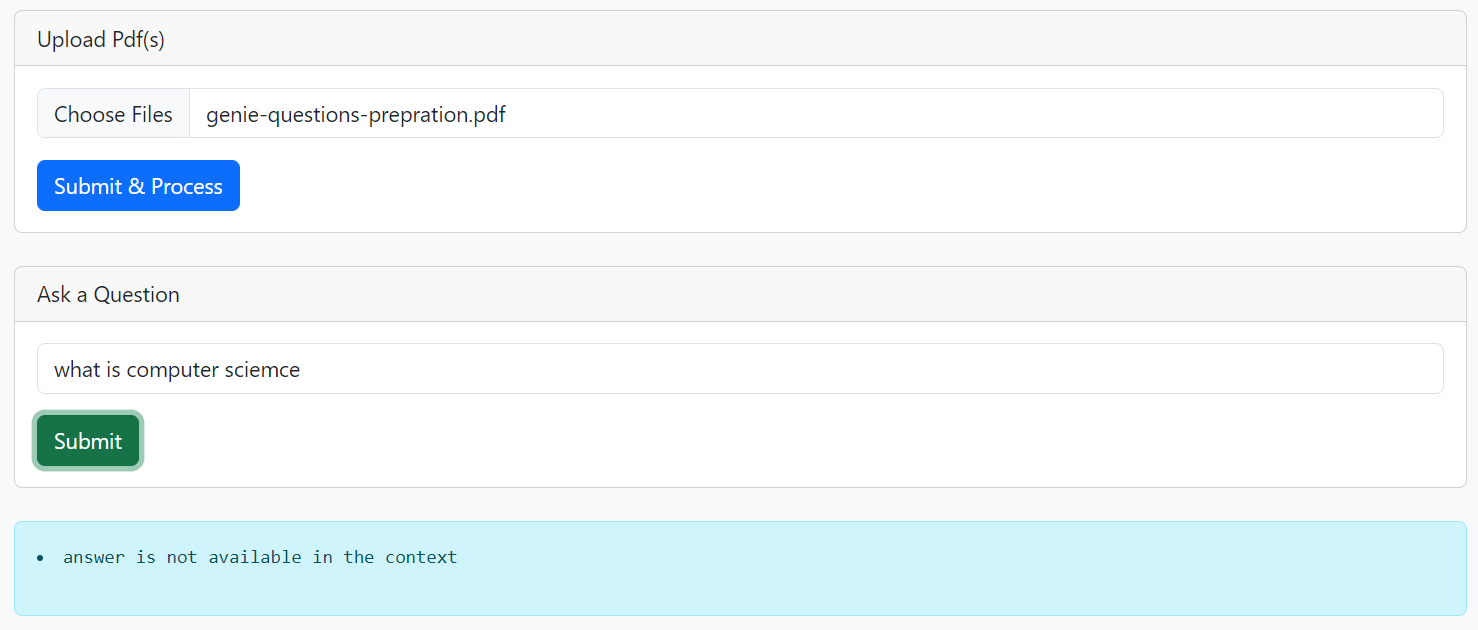 Upload Pdf(s)
Choose Files genie-questions-prepration.pdf
Submit & Process
Ask a Question
what is computer sciemce
Submit
• answer is not available in the context